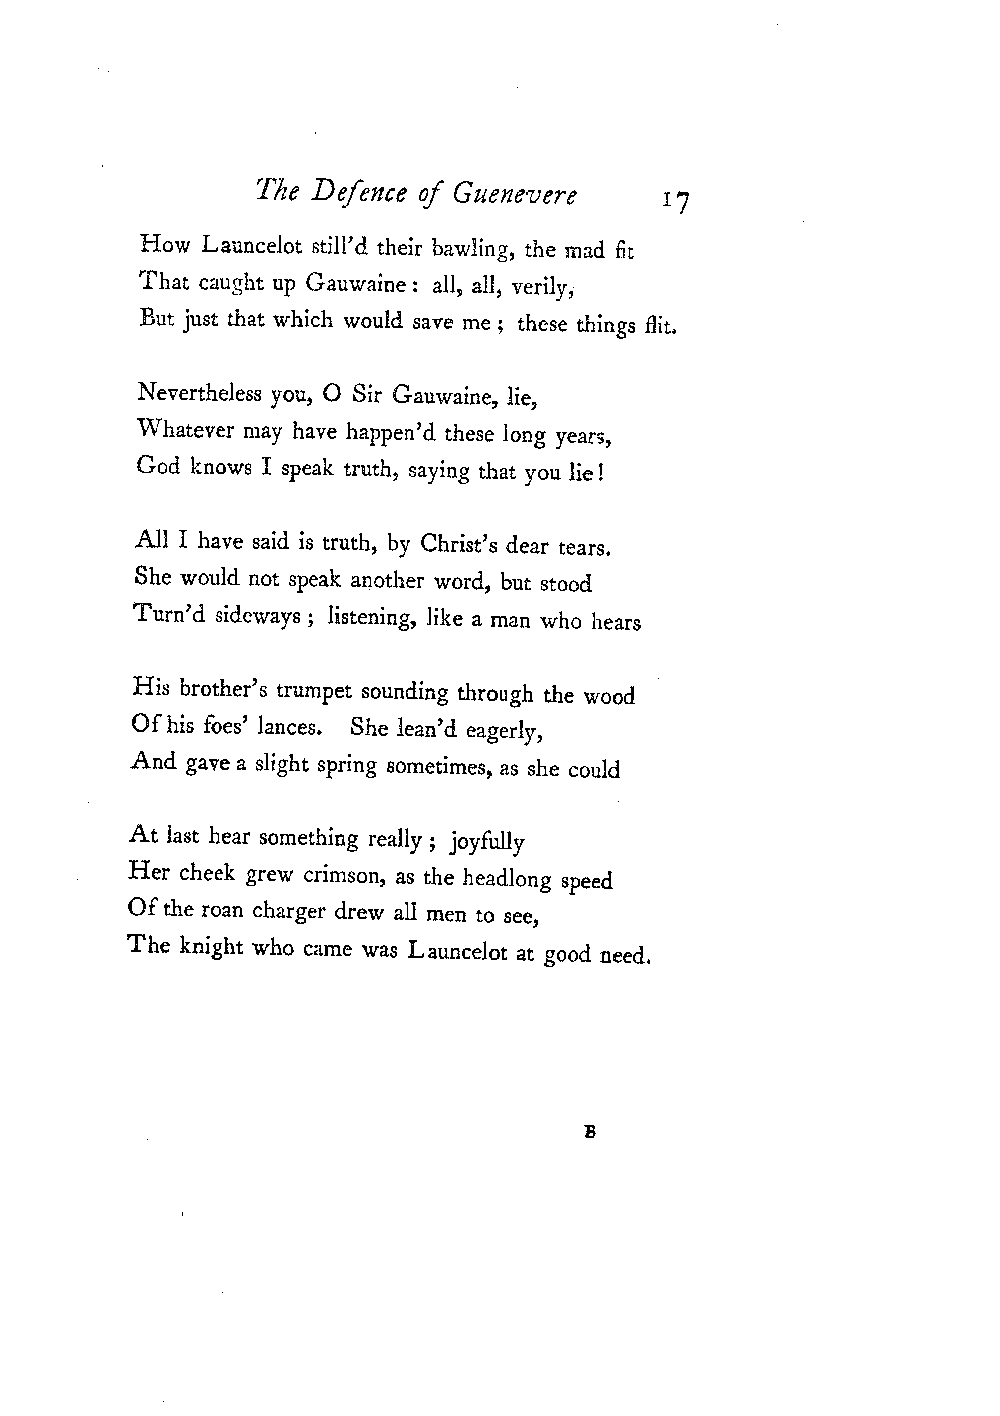 The Defence of Guenevere 17
How Launcelot still'd their bawling, the mad fit
That caught up Gauwaine : all, all, verily,
But just that which would save me ; these things flit.
Nevertheless you, O Sir Gauwaine, lie,
Whatever may have happen'd these long years,
God knows I speak truth, saying that you lie !
All I have said is truth, by Christ's dear tears.
She would not speak another word, but stood
Turn'd sideways ; listening, like a man who hears
His brother's trumpet sounding through the wood
Of his foes' lances. She lean'd eagerly,
And gave a slight spring sometimes, as she could
At last hear something really ; joyfully
Her cheek grew crimson, as the headlong speed
Of the roan charger drew all men to see,
The knight who came was Launcelot at good need.
B